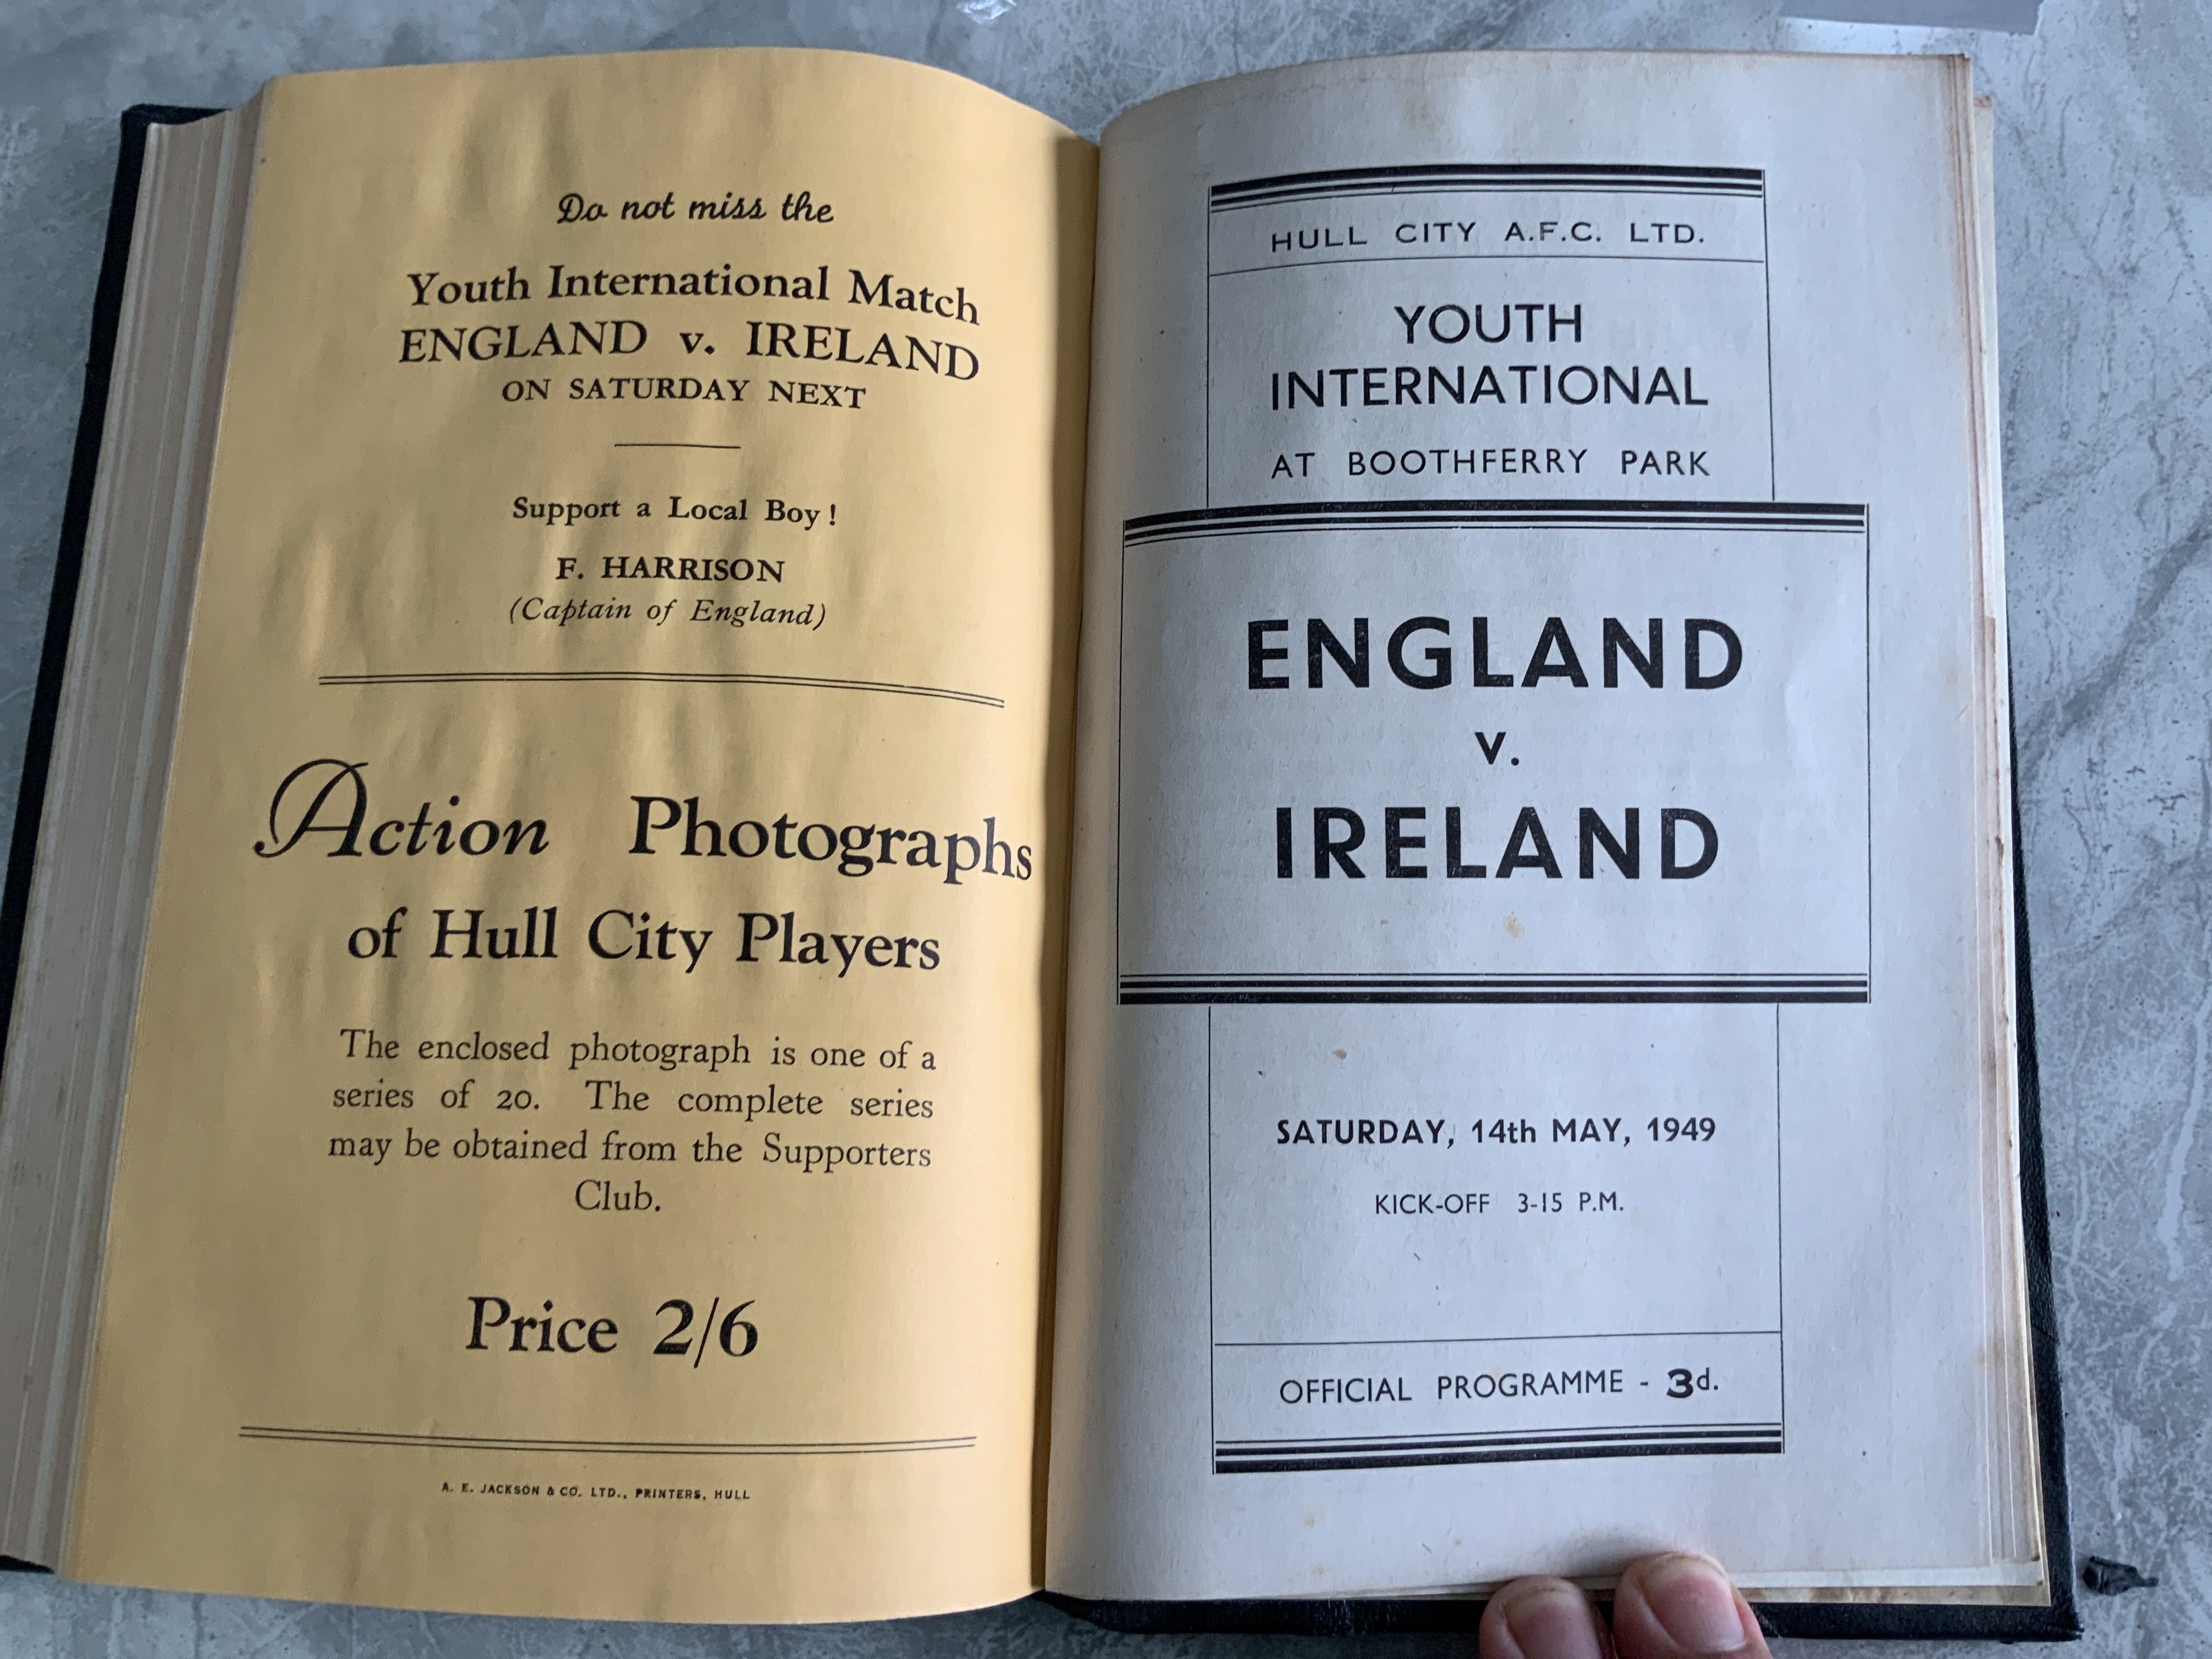 Do not miss the
Youth International Match
ENGLAND v. IRELAND
ON SATURDAY NEXT
Support a Local Boy !
F. HARRISON
(Captain of England)
Action Photographs
of Hull City Players
The enclosed photograph is one of a
series of 20. The complete series
may be obtained from the Supporters
Club.
Price 2/6
A. E. JACKSON & CO. LTD., PRINTERS, HULL
HULL CITY A.F.C. LTD.
YOUTH
INTERNATIONAL
AT BOOTHFERRY PARK
ENGLAND
v.
IRELAND
SATURDAY, 14th MAY, 1949
KICK-OFF 3-15 P.M.
OFFICIAL PROGRAMME - 3d.